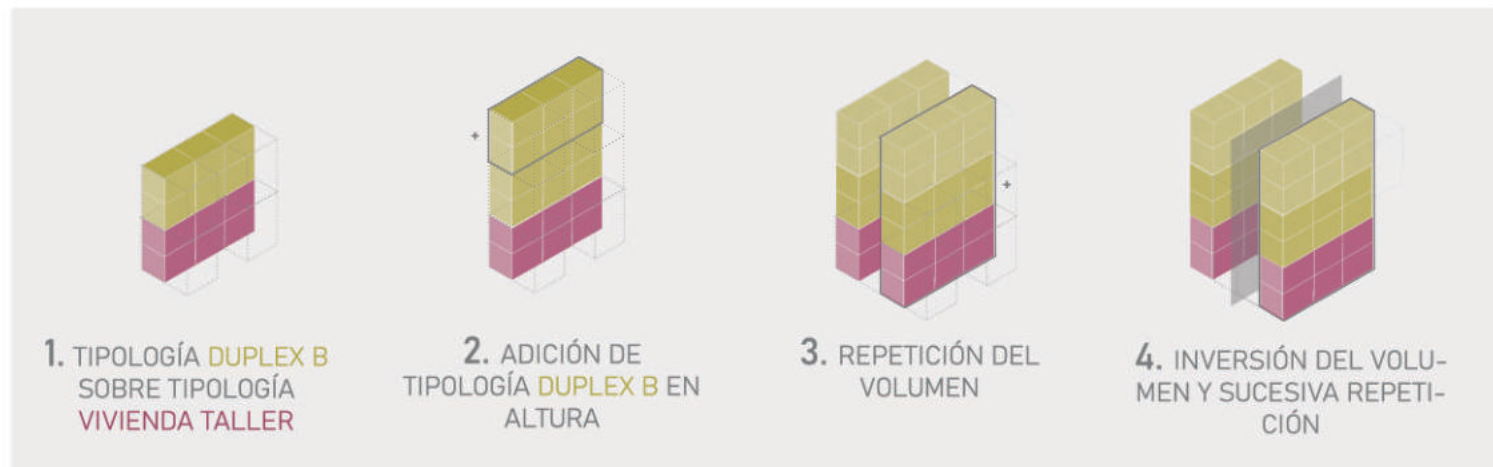 1. TIPOLOGÍA DUPLEX B
SOBRE TIPOLOGÍA
VIVIENDA TALLER
+
2. ADICIÓN DE
TIPOLOGÍA DUPLEX B EN
ALTURA
+
3. REPETICIÓN DEL
VOLUMEN
4. INVERSIÓN DEL VOLU-
MEN Y SUCESIVA REPETI-
CIÓN